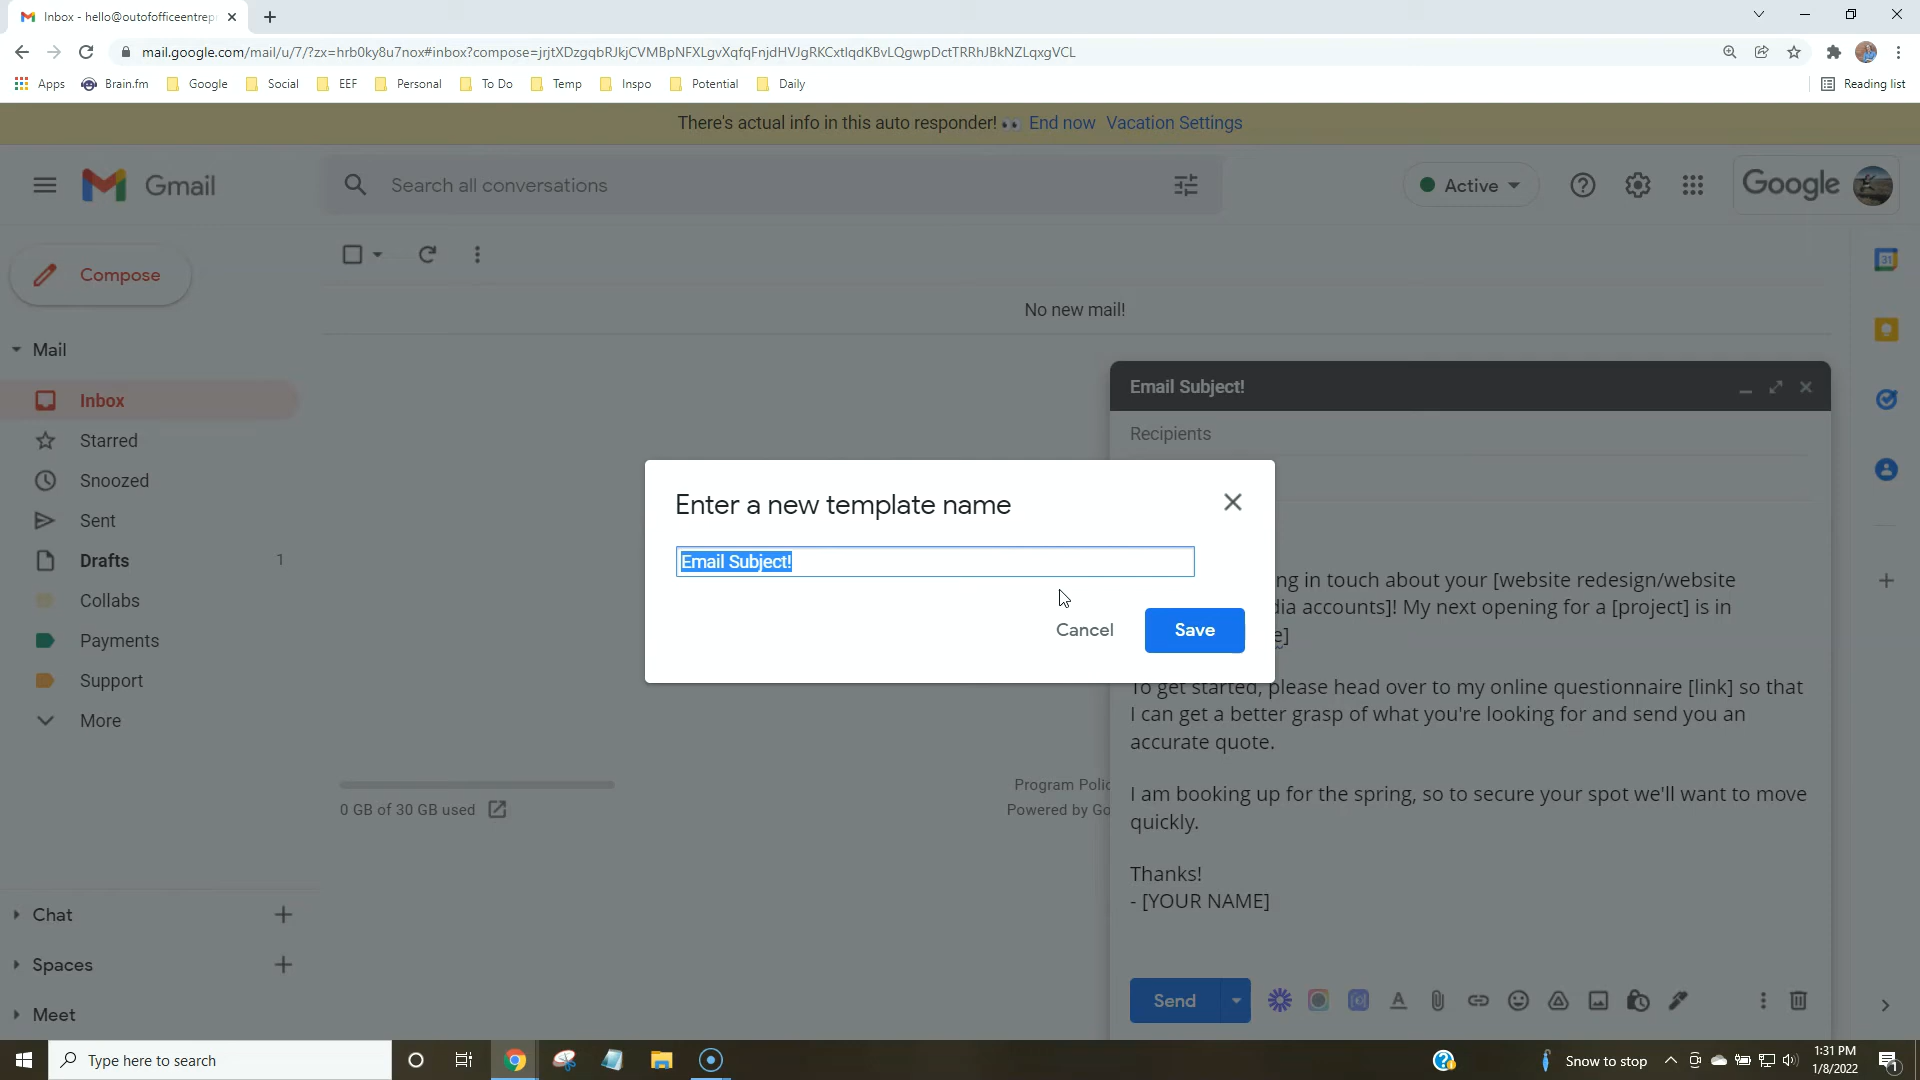 Inbox - hello@outofofficeentrep
mail.google.com/mail/u/7/?zx=hrb0ky8u7nox#inbox?compose=jrjtXDzgqbRJkjCVMBpNFXLgvXqfqFnjdHVJgRKCxtlqdKBvLQgwpDctTRRhJBkNZLqxgVCL
Apps Brain.fm Google Social EEF Personal To Do Temp Inspo Potential Daily Reading list
There's actual info in this auto responder! End now Vacation Settings
Gmail Search all conversations Active Google
Compose
31
No new mail!
Mail
Email Subject!
Inbox
Recipients
Starred
Snoozed
Enter a new template name
Sent
Email Subject!
Drafts 1
ng in touch about your [website redesign/website
Collabs
dia accounts]! My next opening for a [project] is in
Cancel Save
e]
Payments
Support
To get started, please head over to my online questionnaire [link] so that
I can get a better grasp of what you're looking for and send you an
accurate quote.
More
Program Polic
0 GB of 30 GB used Powered by Go
I am booking up for the spring, so to secure your spot we'll want to move
quickly.
Thanks!
- [YOUR NAME]
Chat
Spaces
Send
Meet
Type here to search Snow to stop 1:31 PM
1/8/2022 1